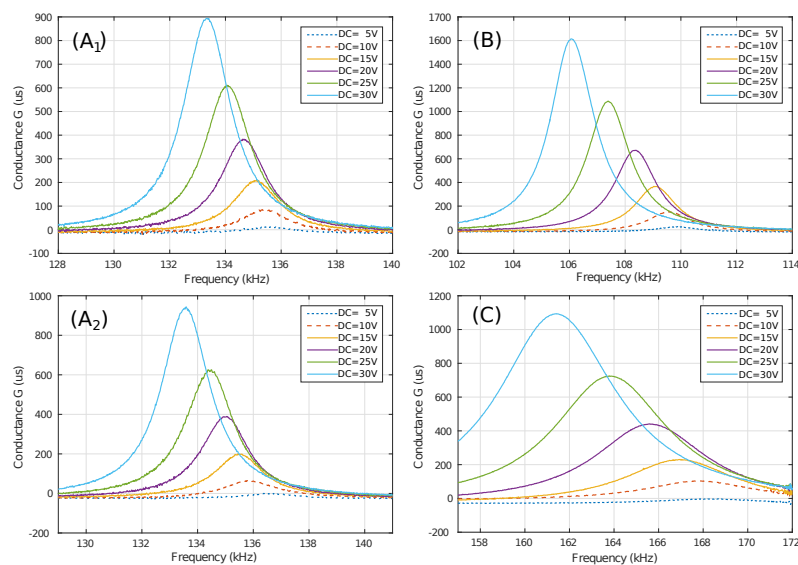 (A1)
900
800
700
600
500
400
300
200
100
0
-100
Conductance G (us)
128
130
132
134
136
138
140
Frequency (kHz)
DC= 5V
DC=10V
DC=15V
DC=20V
DC=25V
DC=30V
(B)
1700
1600
1400
1200
1000
800
600
400
200
0
-200
Conductance G (us)
102
104
106
108
110
112
114
Frequency (kHz)
DC= 5V
DC=10V
DC=15V
DC=20V
DC=25V
DC=30V
(A2)
1000
800
600
400
200
0
-200
Conductance G (us)
130
132
134
136
138
140
Frequency (kHz)
DC= 5V
DC=10V
DC=15V
DC=20V
DC=25V
DC=30V
(C)
1200
1000
800
600
400
200
0
-200
Conductance G (us)
158
160
162
164
166
168
170
172
Frequency (kHz)
DC= 5V
DC=10V
DC=15V
DC=20V
DC=25V
DC=30V